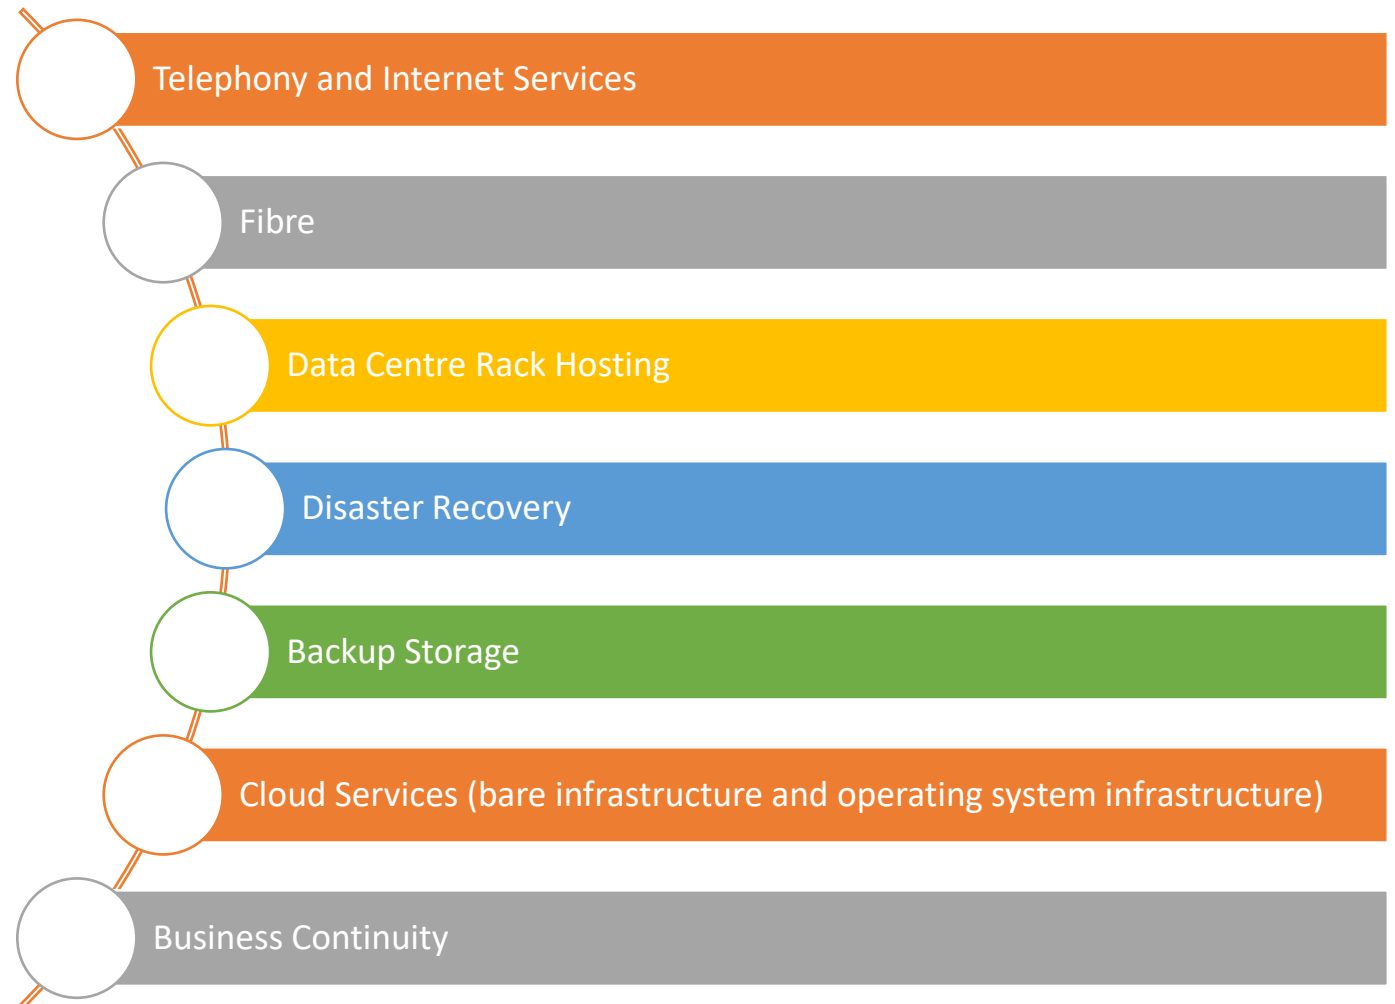 Telephony and Internet Services
Fibre
Data Centre Rack Hosting
Disaster Recovery
Backup Storage
Cloud Services (bare infrastructure and operating system infrastructure)
Business Continuity